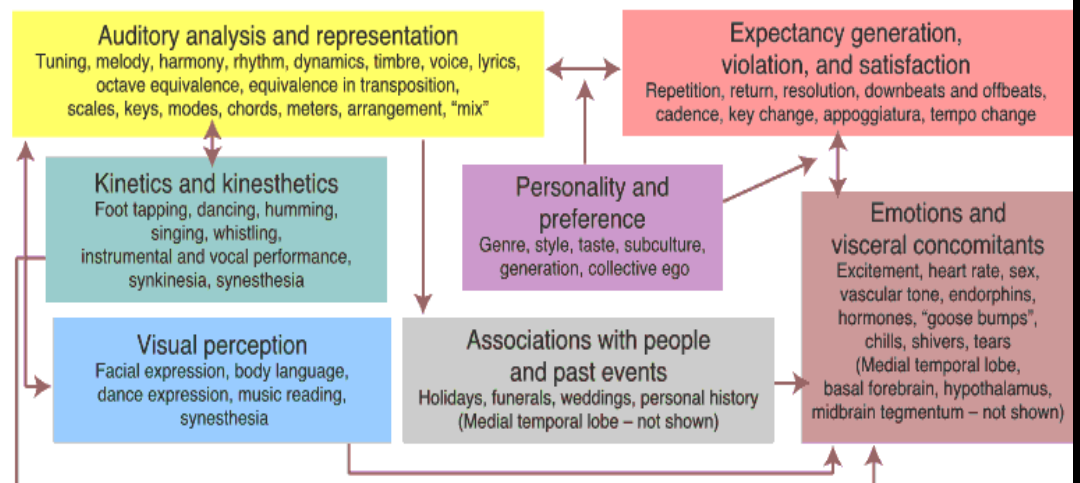 Auditory analysis and representation
Tuning, melody, harmony, rhythm, dynamics, timbre, voice, lyrics,
octave equivalence, equivalence in transposition,
scales, keys, modes, chords, meters, arrangement, “mix”
Expectancy generation,
violation, and satisfaction
Repetition, return, resolution, downbeats and offbeats,
cadence, key change, appoggiatura, tempo change
Kinetics and kinesthetics
Foot tapping, dancing, humming,
singing, whistling,
instrumental and vocal performance,
synkinesia, synesthesia
Personality and
preference
Genre, style, taste, subculture,
generation, collective ego
Emotions and
visceral concomitants
Excitement, heart rate, sex,
vascular tone, endorphins,
hormones, “goose bumps”,
chills, shivers, tears
(Medial temporal lobe,
basal forebrain, hypothalamus,
midbrain tegmentum – not shown)
Visual perception
Facial expression, body language,
dance expression, music reading,
synesthesia
Associations with people
and past events
Holidays, funerals, weddings, personal history
(Medial temporal lobe – not shown)